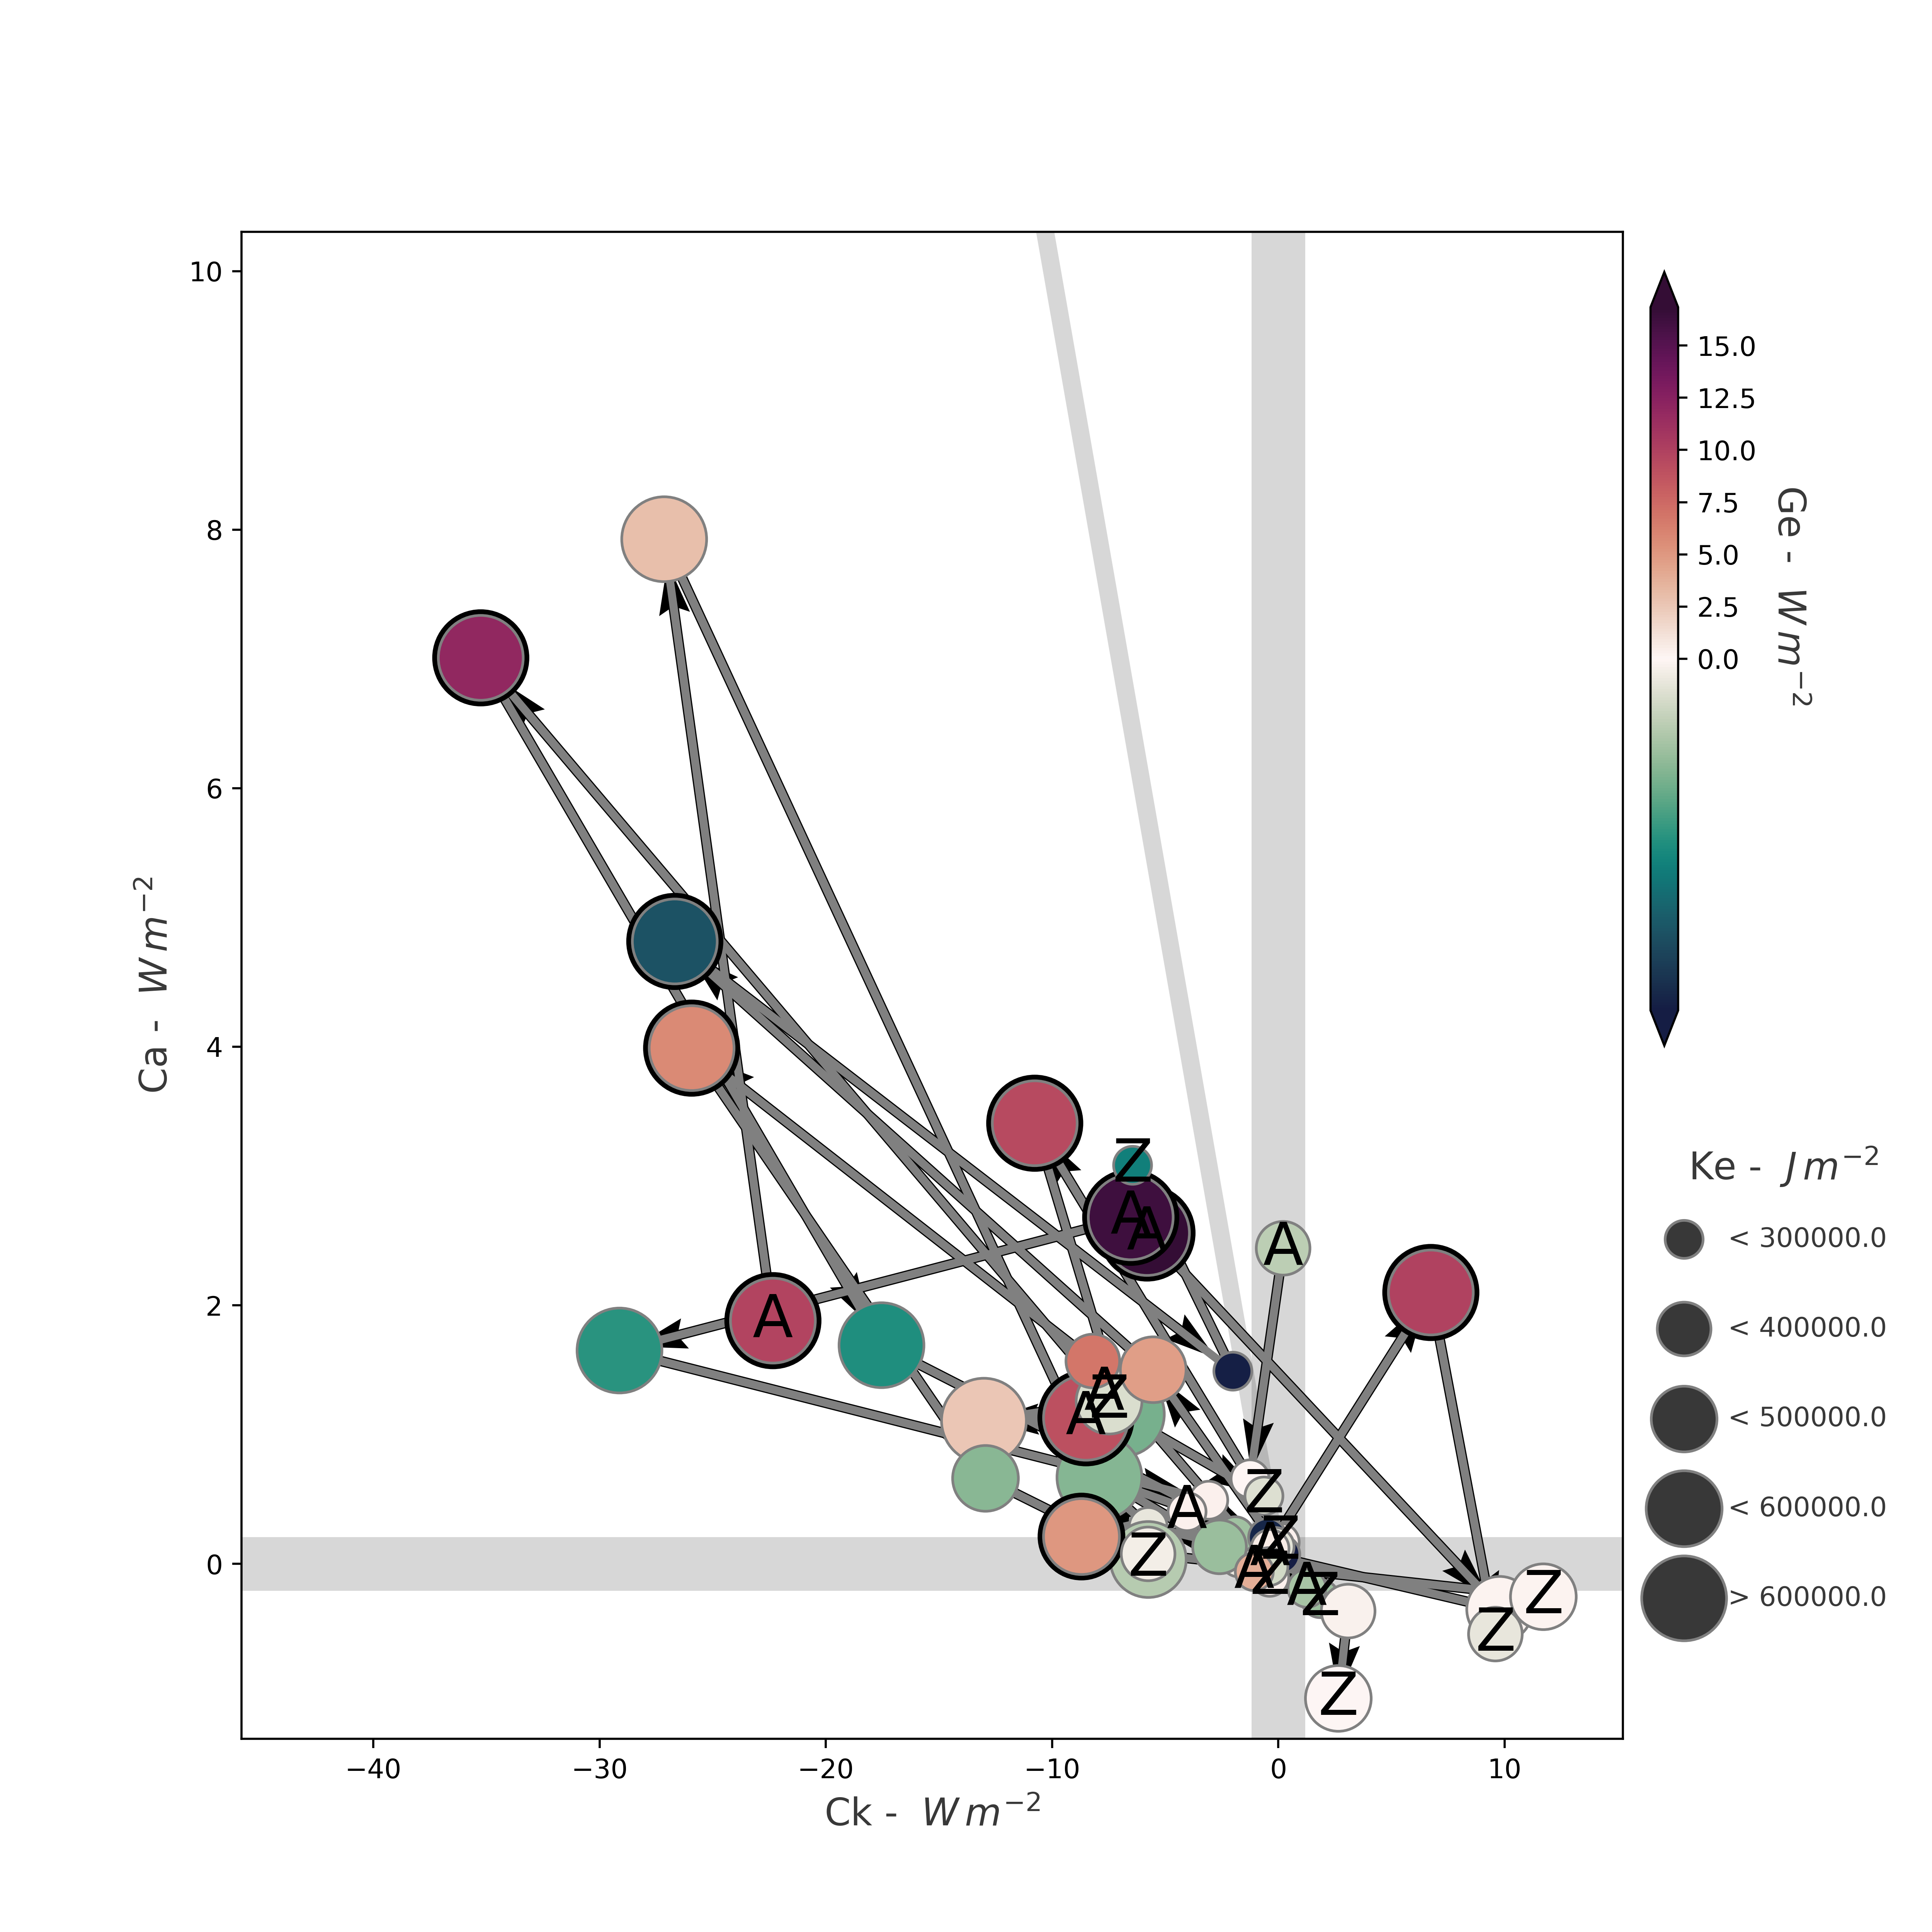 10
8
6
4
2
0
−40
−30
−20
−10
0
10
Ca - W m⁻²
Ck - W m⁻²
15.0
12.5
10.0
7.5
5.0
2.5
0.0
Ge - W m⁻²
Ke - J m⁻²
< 300000.0
< 400000.0
< 500000.0
< 600000.0
> 600000.0
Z
A
A
A
A
A
A
Z
A
Z
Z
A
Z
A
Z
A
Z
Z
Z
Z